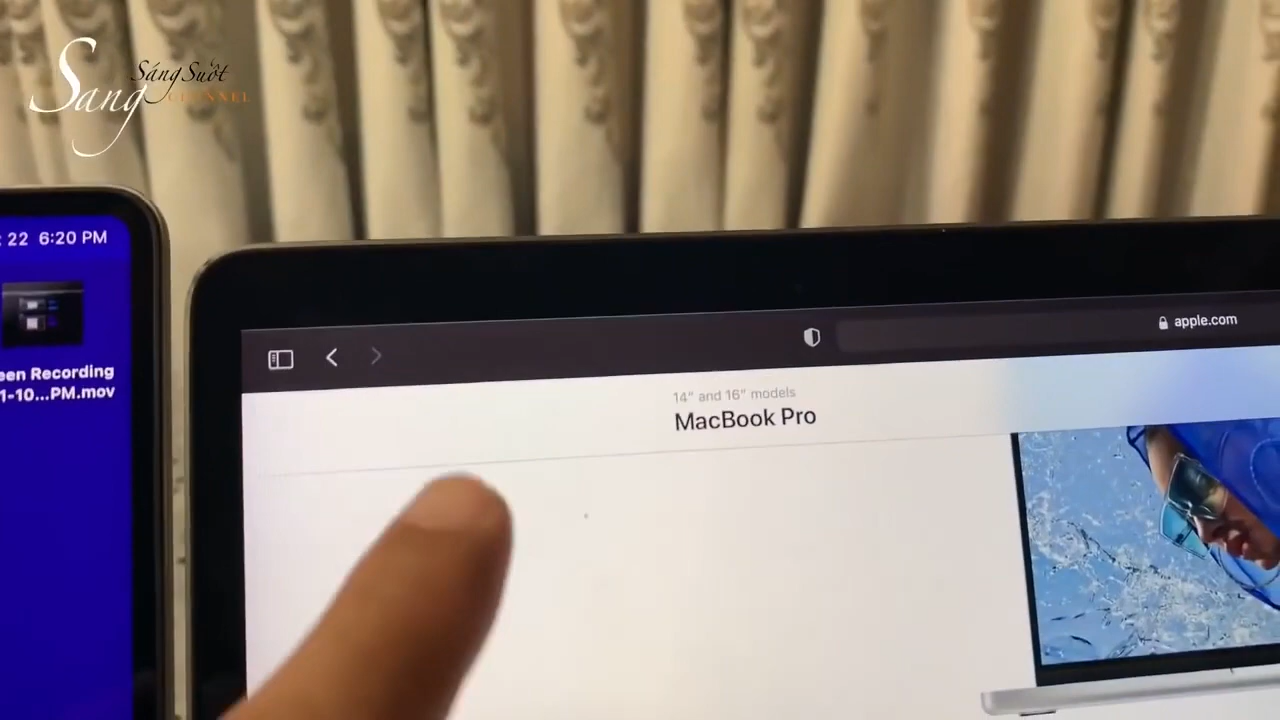 Sáng Suốt
Sang
CHANNEL
22 6:20 PM
een Recording
1-10...PM.mov
apple.com
14" and 16" models
MacBook Pro